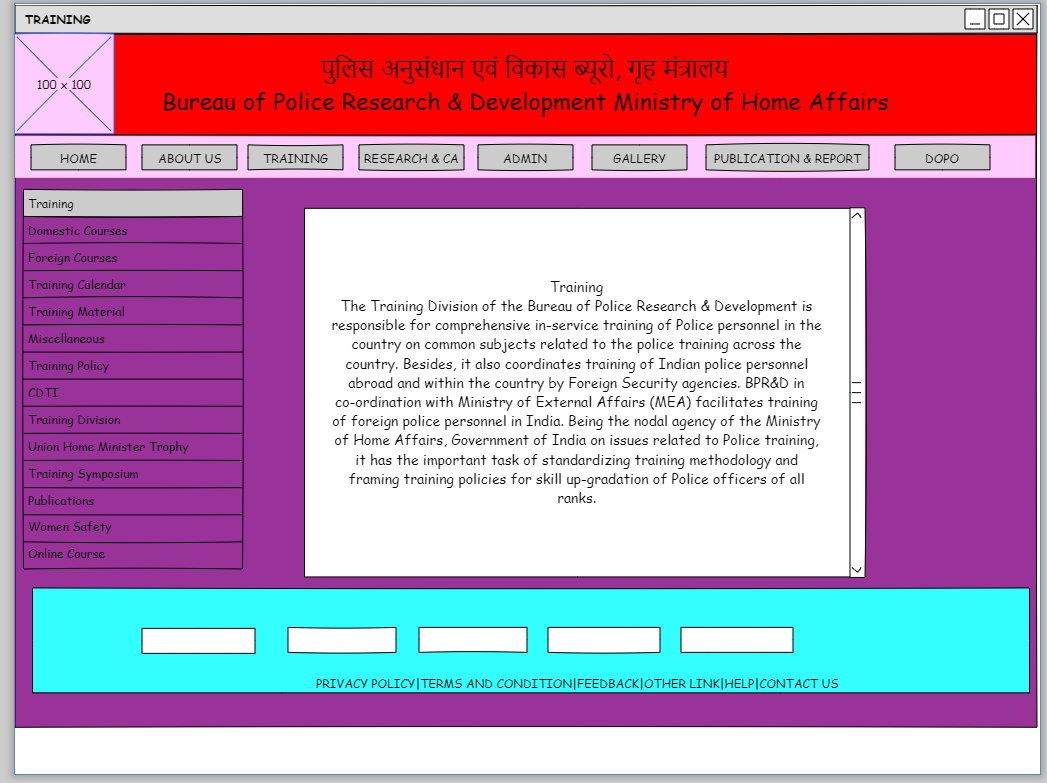 TRAINING
100 x 100
पुलिस अनुसंधान एवं विकास ब्यूरो, गृह मंत्रालय
Bureau of Police Research & Development Ministry of Home Affairs
HOME
ABOUT US
TRAINING
RESEARCH & CA
ADMIN
GALLERY
PUBLICATION & REPORT
DOPO
Training
Domestic Courses
Foreign Courses
Training Calendar
Training Material
Miscellaneous
Training Policy
CDTI
Training Division
Union Home Minister Trophy
Training Symposium
Publications
Women Safety
Online Course
Training
The Training Division of the Bureau of Police Research & Development is
responsible for comprehensive in-service training of Police personnel in the
country on common subjects related to the police training across the
country. Besides, it also coordinates training of Indian police personnel
abroad and within the country by Foreign Security agencies. BPR&D in
co-ordination with Ministry of External Affairs (MEA) facilitates training
of foreign police personnel in India. Being the nodal agency of the Ministry
of Home Affairs, Government of India on issues related to Police training,
it has the important task of standardizing training methodology and
framing training policies for skill up-gradation of Police officers of all
ranks.
PRIVACY POLICY|TERMS AND CONDITION|FEEDBACK|OTHER LINK|HELP|CONTACT US